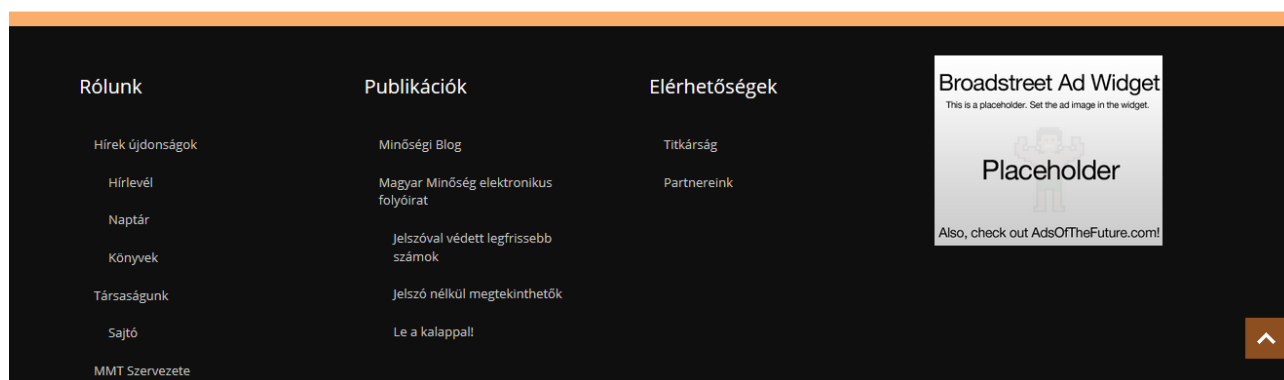 Rólunk
Hírek újdonságok
Hírlevél
Naptár
Könyvek
Társaságunk
Sajtó
MMT Szervezete
Publikációk
Minőségi Blog
Magyar Minőség elektronikus
folyóirat
Jelszóval védett legfrissebb
számok
Jelszó nélkül megtekinthetők
Le a kalappal!
Elérhetőségek
Titkárság
Partnereink
Broadstreet Ad Widget
This is a placeholder. Set the ad image in the widget.
Placeholder
Also, check out AdsOfTheFuture.com!